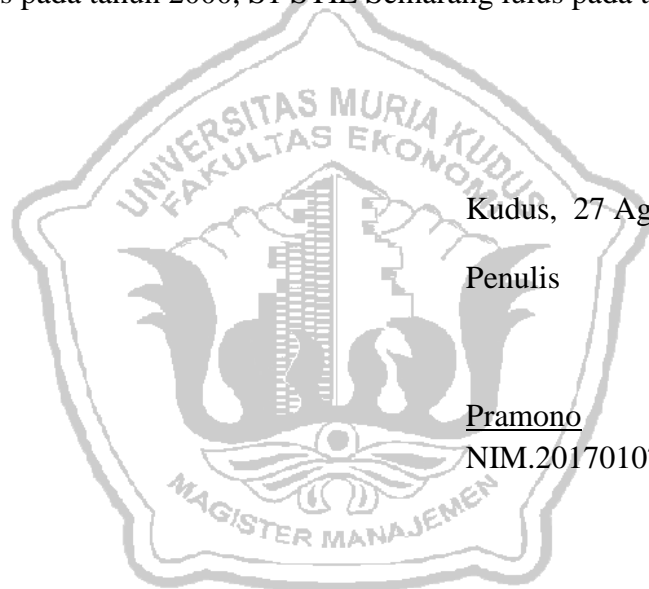 s pada tahun 2000, S1 STIE Semarang lulus pada t
UNIVERSITAS MURIA KUDUS
FAKULTAS EKONOMI
Kudus, 27 Ag
Penulis
Pramono
NIM.2017010
MAGISTER MANAJEMEN